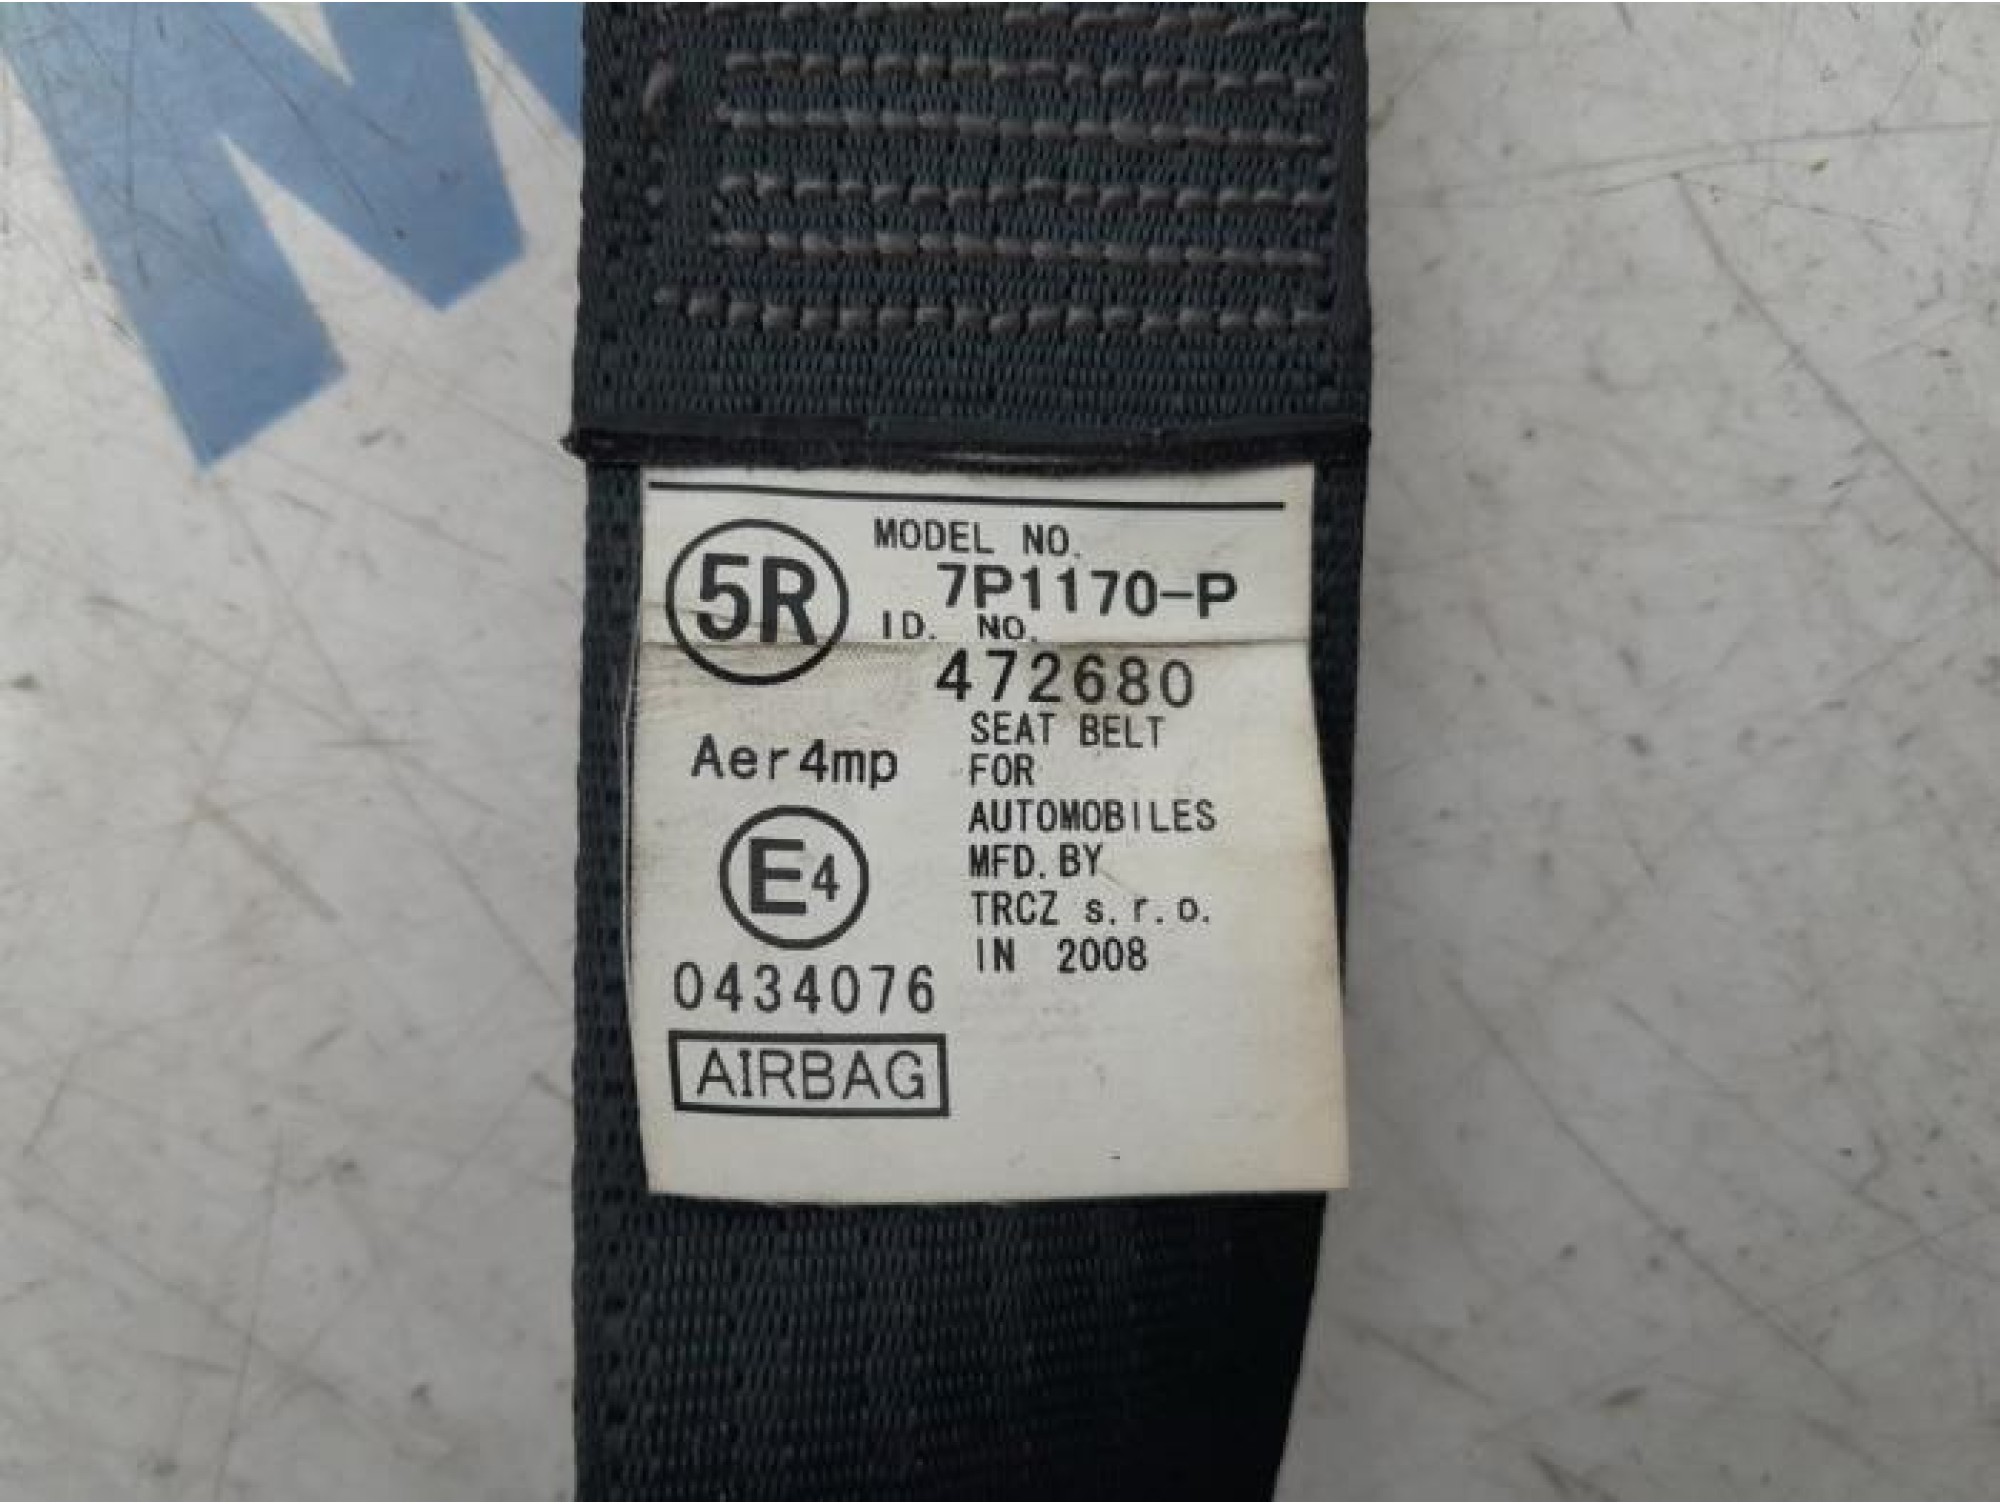 5R
MODEL NO.
7P1170-P
ID. NO.
472680
Aer4mp
E4
0434076
AIRBAG
SEAT BELT
FOR
AUTOMOBILES
MFD. BY
TRCZ s.r.o.
IN 2008